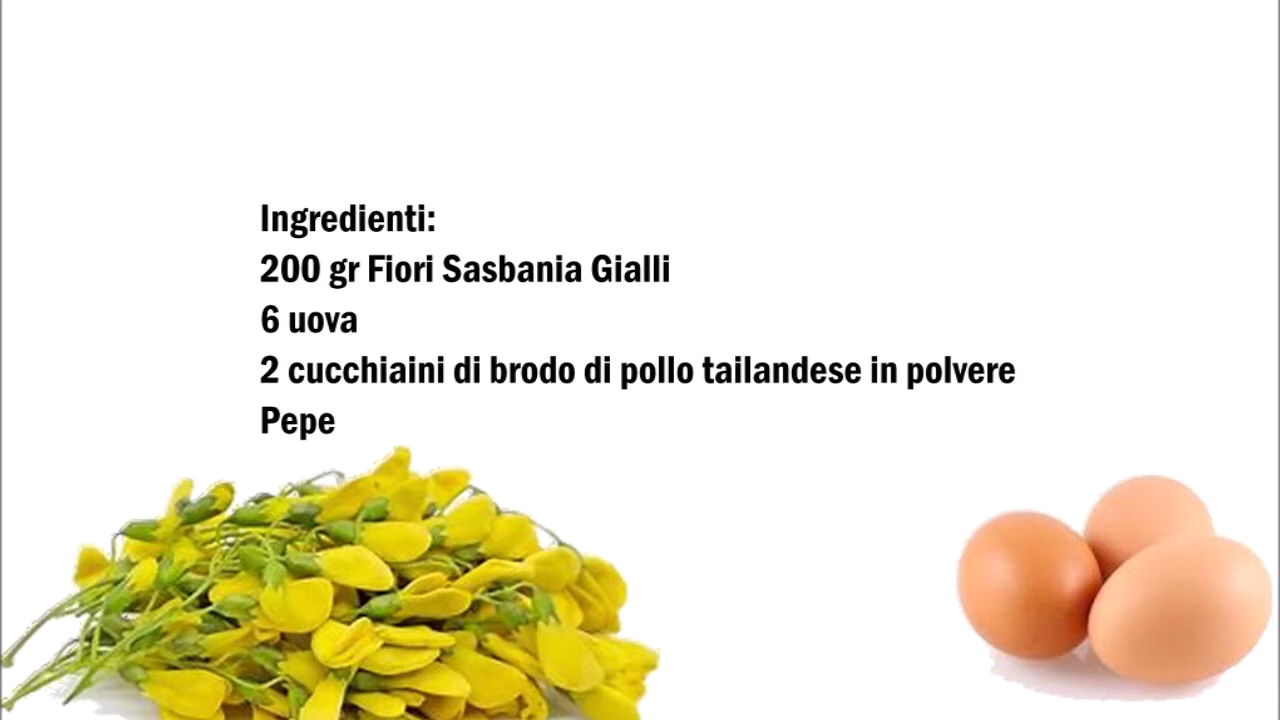 Ingredienti:
200 gr Fiori Sasbania Gialli
6 uova
2 cucchiaini di brodo di pollo tailandese in polvere
Pepe